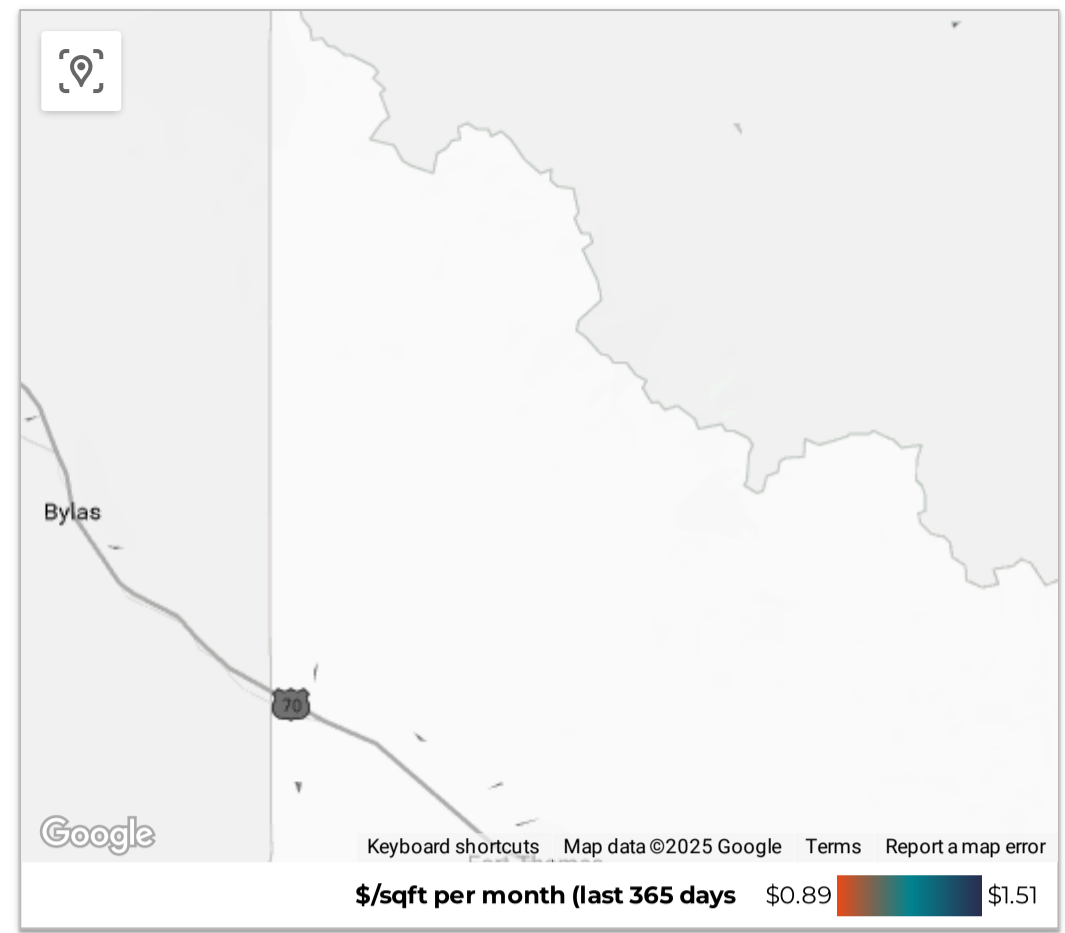 Bylas
70
Google
Keyboard shortcuts Map data ©2025 Google Terms Report a map error
$/sqft per month (last 365 days $0.89 $1.51